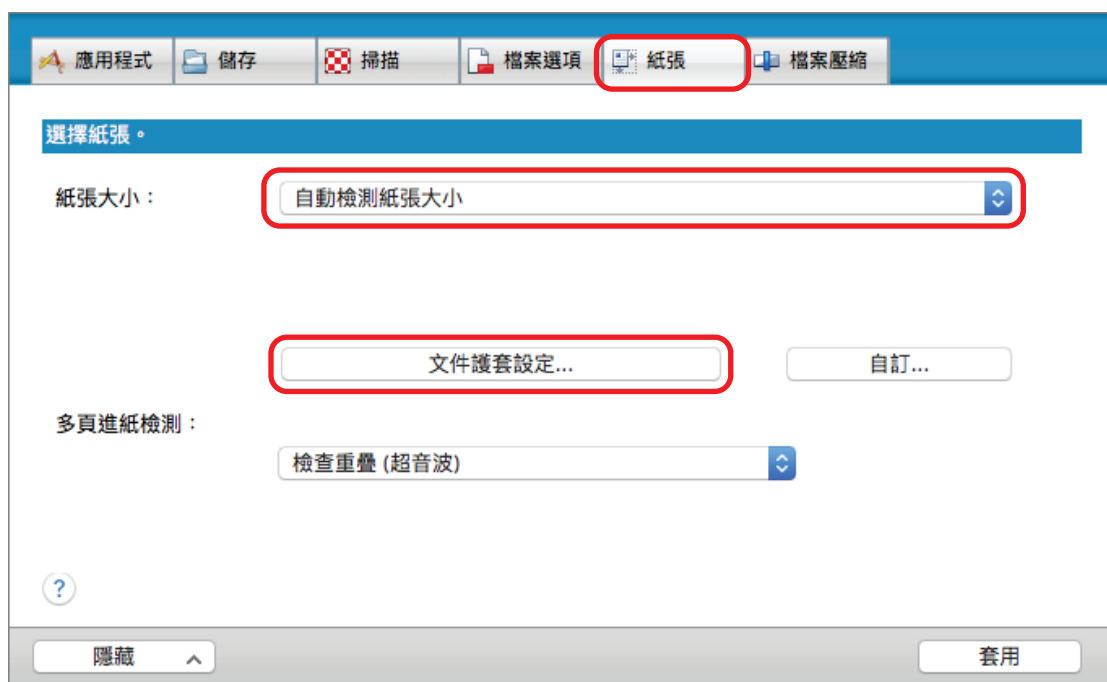 應用程式 儲存 掃描 檔案選項 紙張 檔案壓縮
選擇紙張。
紙張大小： 自動檢測紙張大小
文件護套設定... 自訂...
多頁進紙檢測：
檢查重疊 (超音波)
?
隱藏 套用